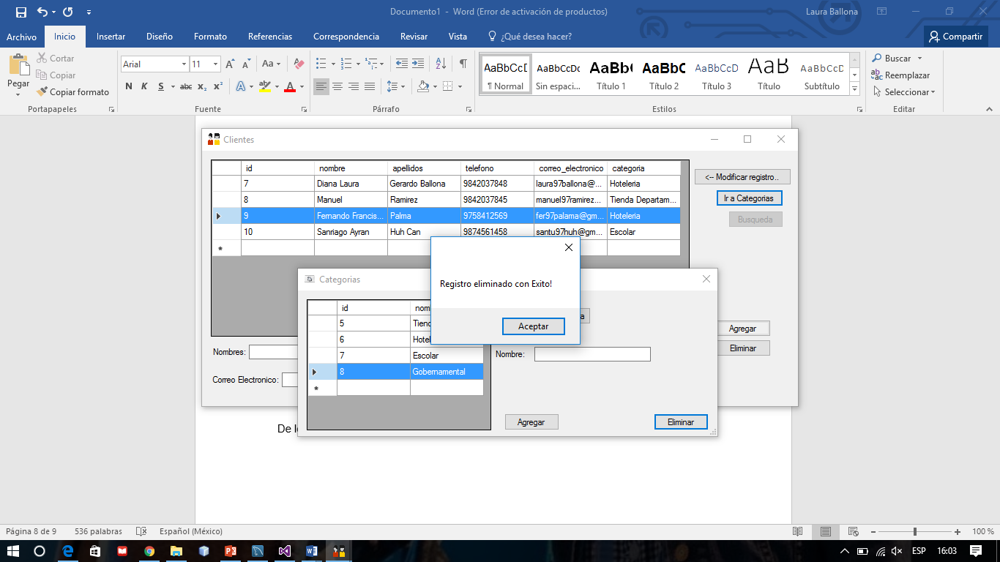 Documento1 - Word (Error de activación de productos)
Laura Ballona
Archivo Inicio Insertar Diseño Formato Referencias Correspondencia Revisar Vista ¿Qué desea hacer? Compartir
Pegar
Cortar
Copiar
Copiar formato
Portapapeles
Arial 11 Aa
N K S abc x₂ x² A ab A
Fuente
Párrafo
AaBbCcD AaBbCcDc AaBbC AaBbCc AaBbCcD AaB AaBbCcD
¶ Normal Sin espaci... Título 1 Título 2 Título 3 Título Subtítulo
Estilos
Buscar
Reemplazar
Seleccionar
Editar
Clientes
id nombre apellidos telefono correo_electronico categoria
7 Diana Laura Gerardo Ballona 9842037848 laura97ballona@... Hoteleria
8 Manuel Ramirez 9842037845 manuel97ramirez... Tienda Departam...
9 Fernando Francis... Palma 9758412569 fer97palama@gm... Hoteleria
10 Sanriago Ayran Huh Can 9874561458 santu97huh@gm... Escolar
*
<-- Modificar registro..
Ir a Categorias
Busqueda
Nombres:
Correo Electronico:
Agregar
Eliminar
Categorias
id nom
5 Tiend
6 Hotel
7 Escolar
8 Gobernamental
*
a
Nombre:
Agregar
Eliminar
Registro eliminado con Exito!
Aceptar
De l
Página 8 de 9 536 palabras Español (México) 100 %
ESP 16:03